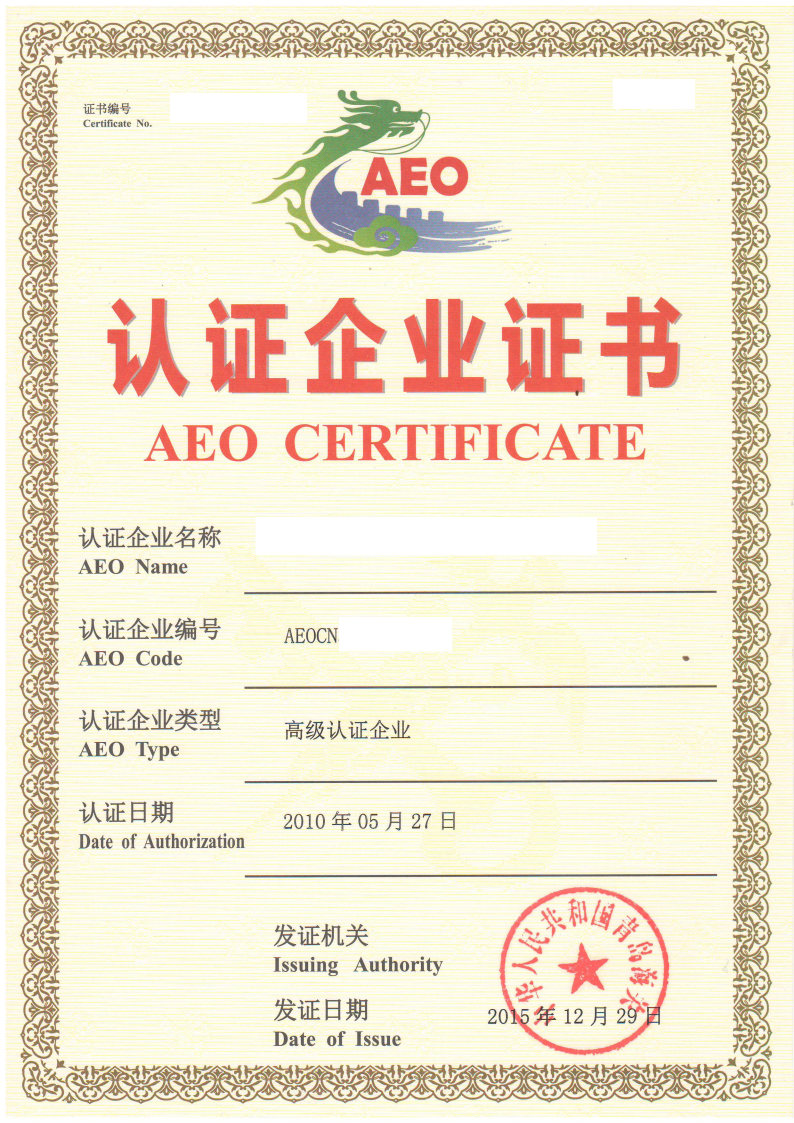 证书编号
Certificate No.
AEO
认证企业证书
AEO CERTIFICATE
认证企业名称
AEO Name
认证企业编号
AEOCN
AEO Code
认证企业类型
高级认证企业
AEO Type
认证日期
2010 年 05 月 27 日
Date of Authorization
发证机关
Issuing Authority
中华人民共和国青岛海关
发证日期
2015 年 12 月 29 日
Date of Issue